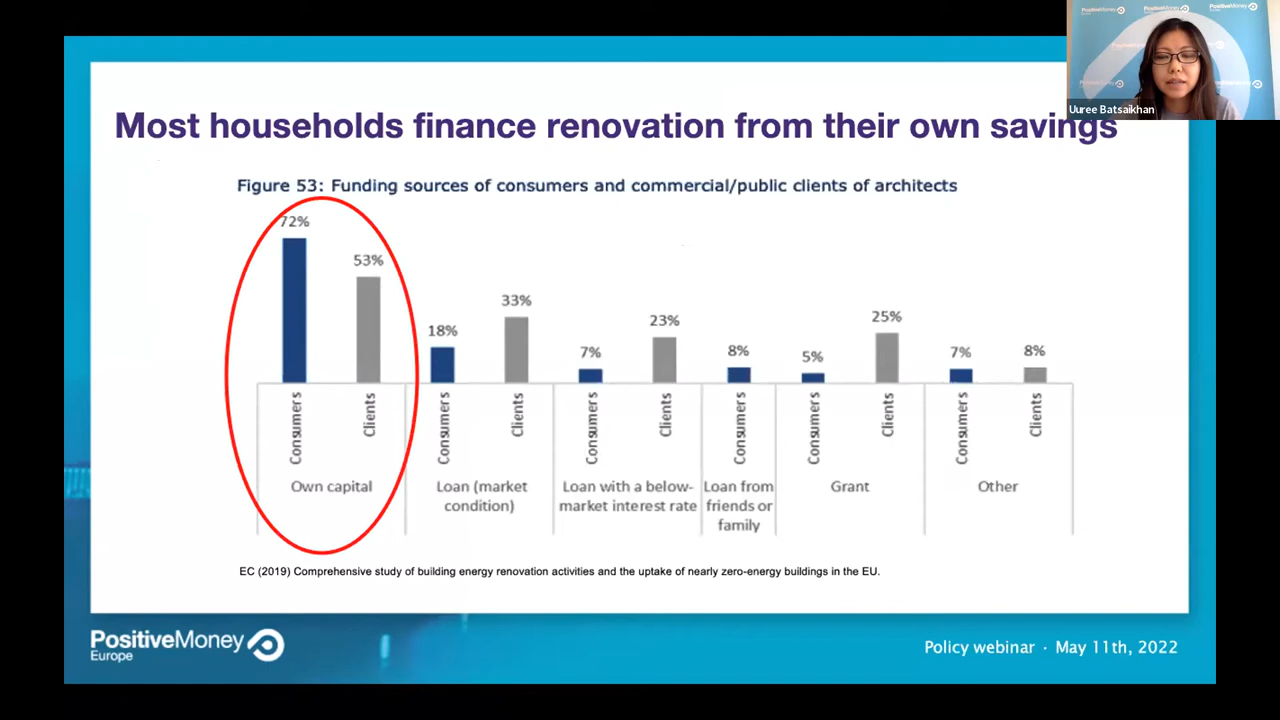 PositiveMoney
PositiveMoney
PositiveMoney
Uuree Batsaikhan
Most households finance renovation from their own savings
Figure 53: Funding sources of consumers and commercial/public clients of architects
72%
53%
18%
33%
7%
23%
8%
5%
25%
7%
8%
Consumers
Clients
Consumers
Clients
Consumers
Clients
Consumers
Consumers
Clients
Consumers
Clients
Own capital
Loan (market
condition)
Loan with a below-
market interest rate
Loan from
friends or
family
Grant
Other
EC (2019) Comprehensive study of building energy renovation activities and the uptake of nearly zero-energy buildings in the EU.
PositiveMoney
Europe
Policy webinar · May 11th, 2022